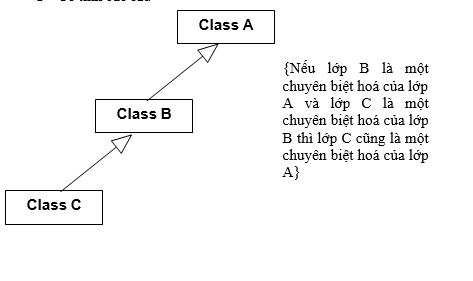 Class A
{Nếu lớp B là một
chuyên biệt hoá của lớp
A và lớp C là một
chuyên biệt hoá của lớp
B thì lớp C cũng là một
chuyên biệt hoá của lớp
A}
Class B
Class C